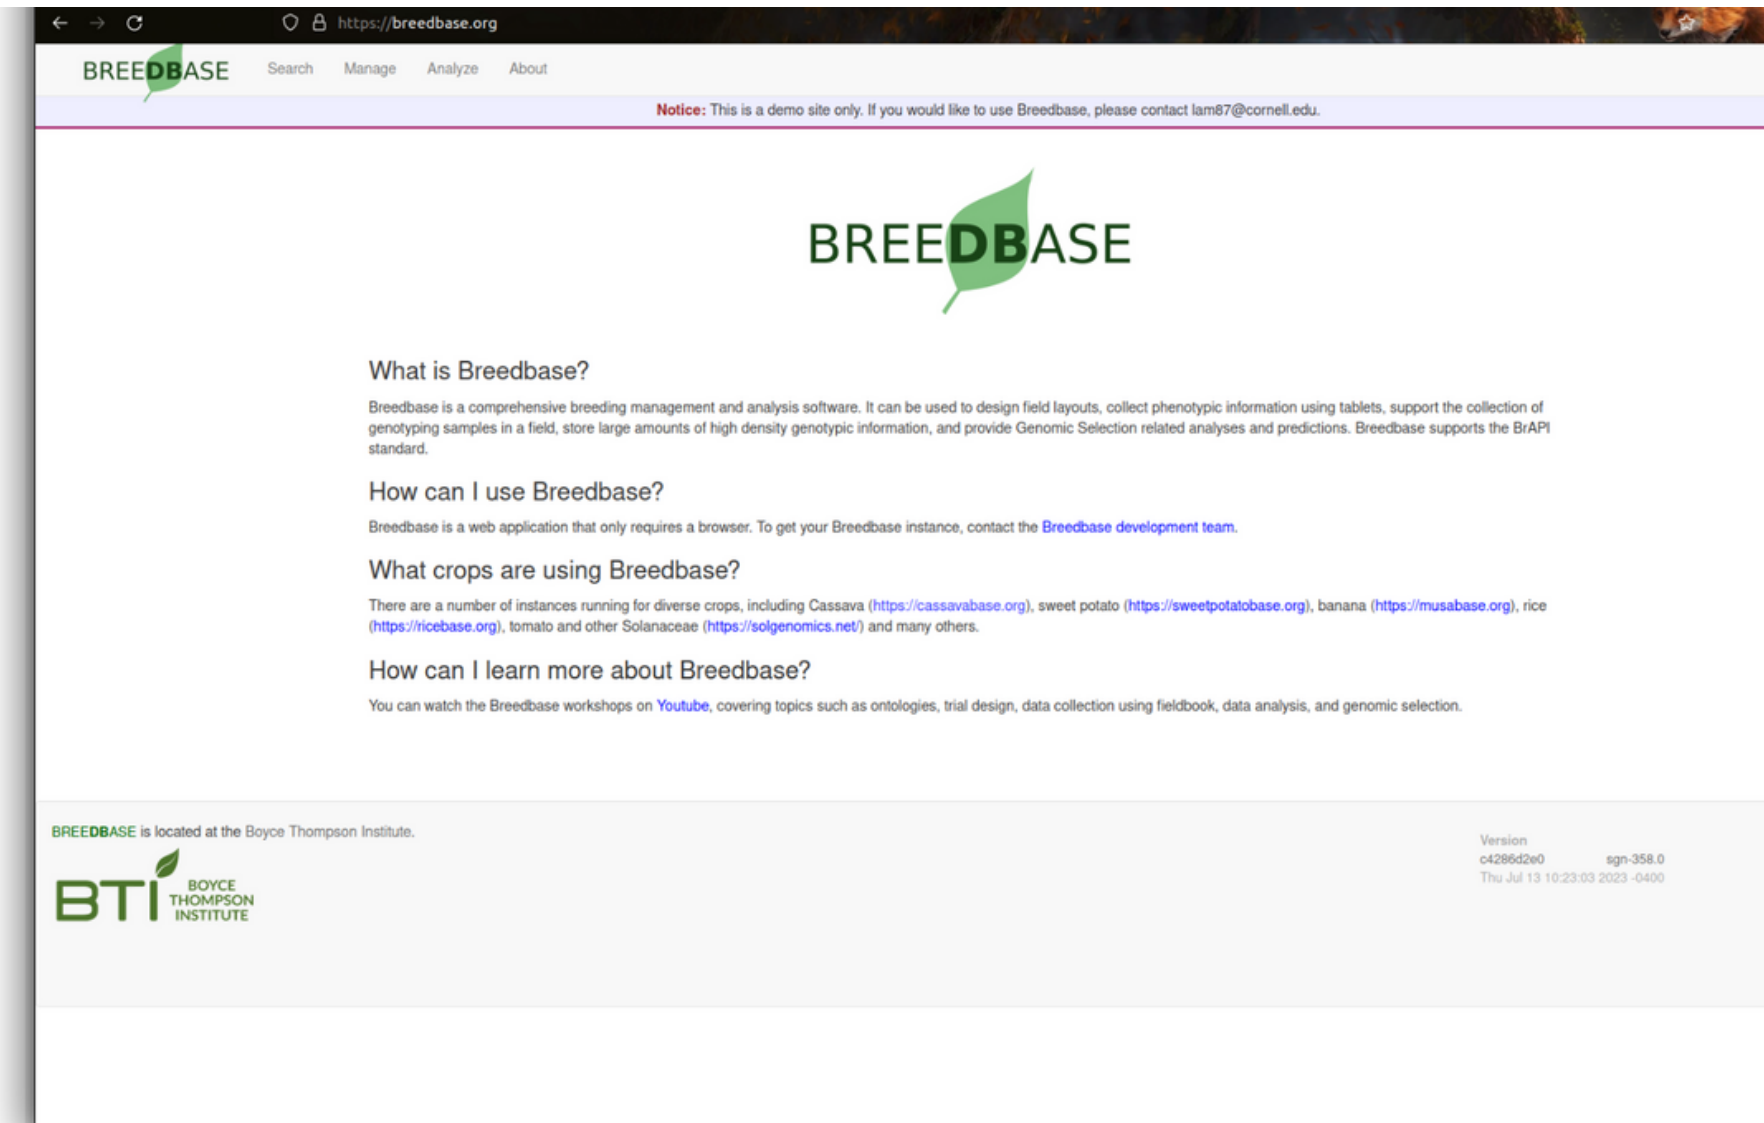 https://breedbase.org
BREEDBASE Search Manage Analyze About
Notice: This is a demo site only. If you would like to use Breedbase, please contact lam87@cornell.edu.
BREEDBASE
What is Breedbase?
Breedbase is a comprehensive breeding management and analysis software. It can be used to design field layouts, collect phenotypic information using tablets, support the collection of
genotyping samples in a field, store large amounts of high density genotypic information, and provide Genomic Selection related analyses and predictions. Breedbase supports the BrAPI
standard.
How can I use Breedbase?
Breedbase is a web application that only requires a browser. To get your Breedbase instance, contact the Breedbase development team.
What crops are using Breedbase?
There are a number of instances running for diverse crops, including Cassava (https://cassavabase.org), sweet potato (https://sweetpotatobase.org), banana (https://musabase.org), rice
(https://ricebase.org), tomato and other Solanaceae (https://solgenomics.net/) and many others.
How can I learn more about Breedbase?
You can watch the Breedbase workshops on Youtube, covering topics such as ontologies, trial design, data collection using fieldbook, data analysis, and genomic selection.
BREEDBASE is located at the Boyce Thompson Institute.
BTI
BOYCE
THOMPSON
INSTITUTE
Version
c4286d2e0 sgn-358.0
Thu Jul 13 10:23:03 2023 -0400